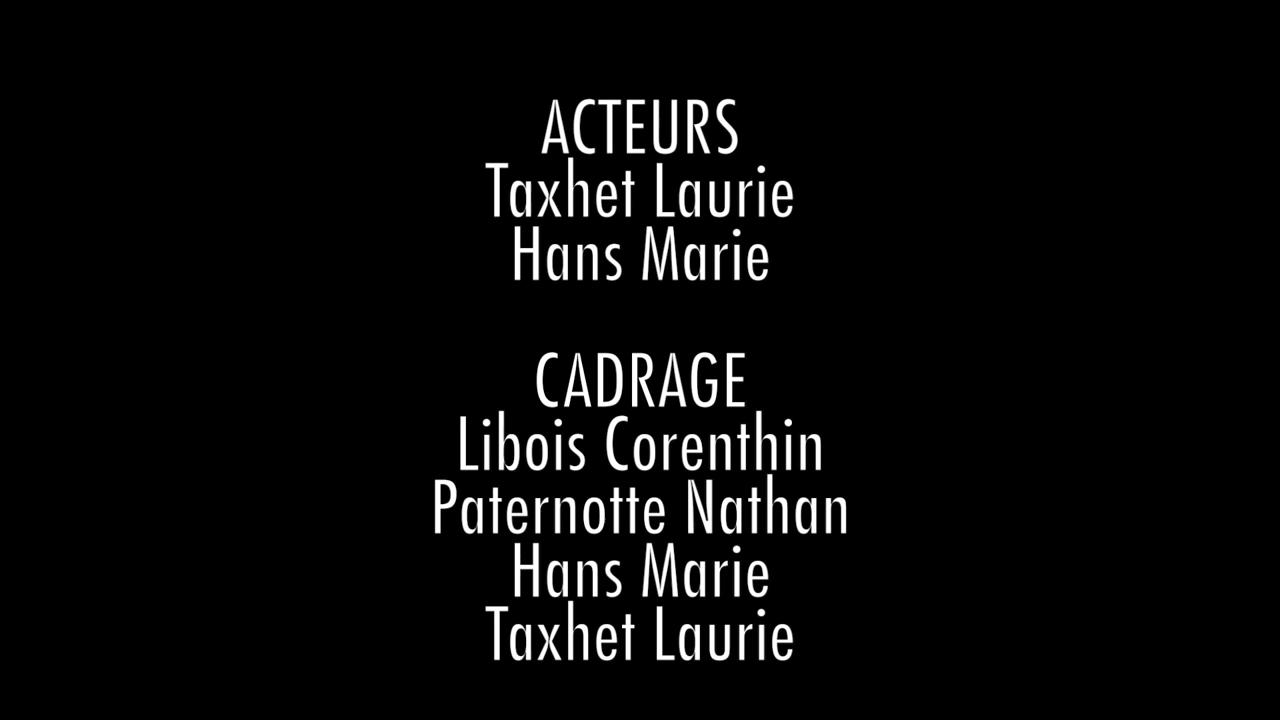 ACTEURS
Taxhet Laurie
Hans Marie
CADRAGE
Libois Corenthin
Paternotte Nathan
Hans Marie
Taxhet Laurie